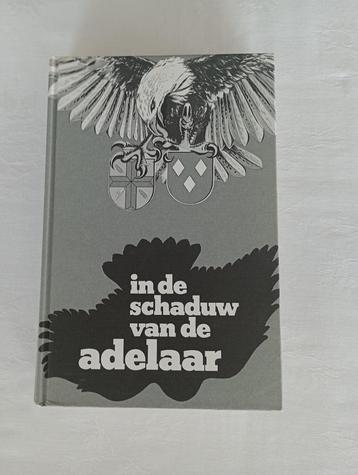 in de
schaduw
van de
adelaar